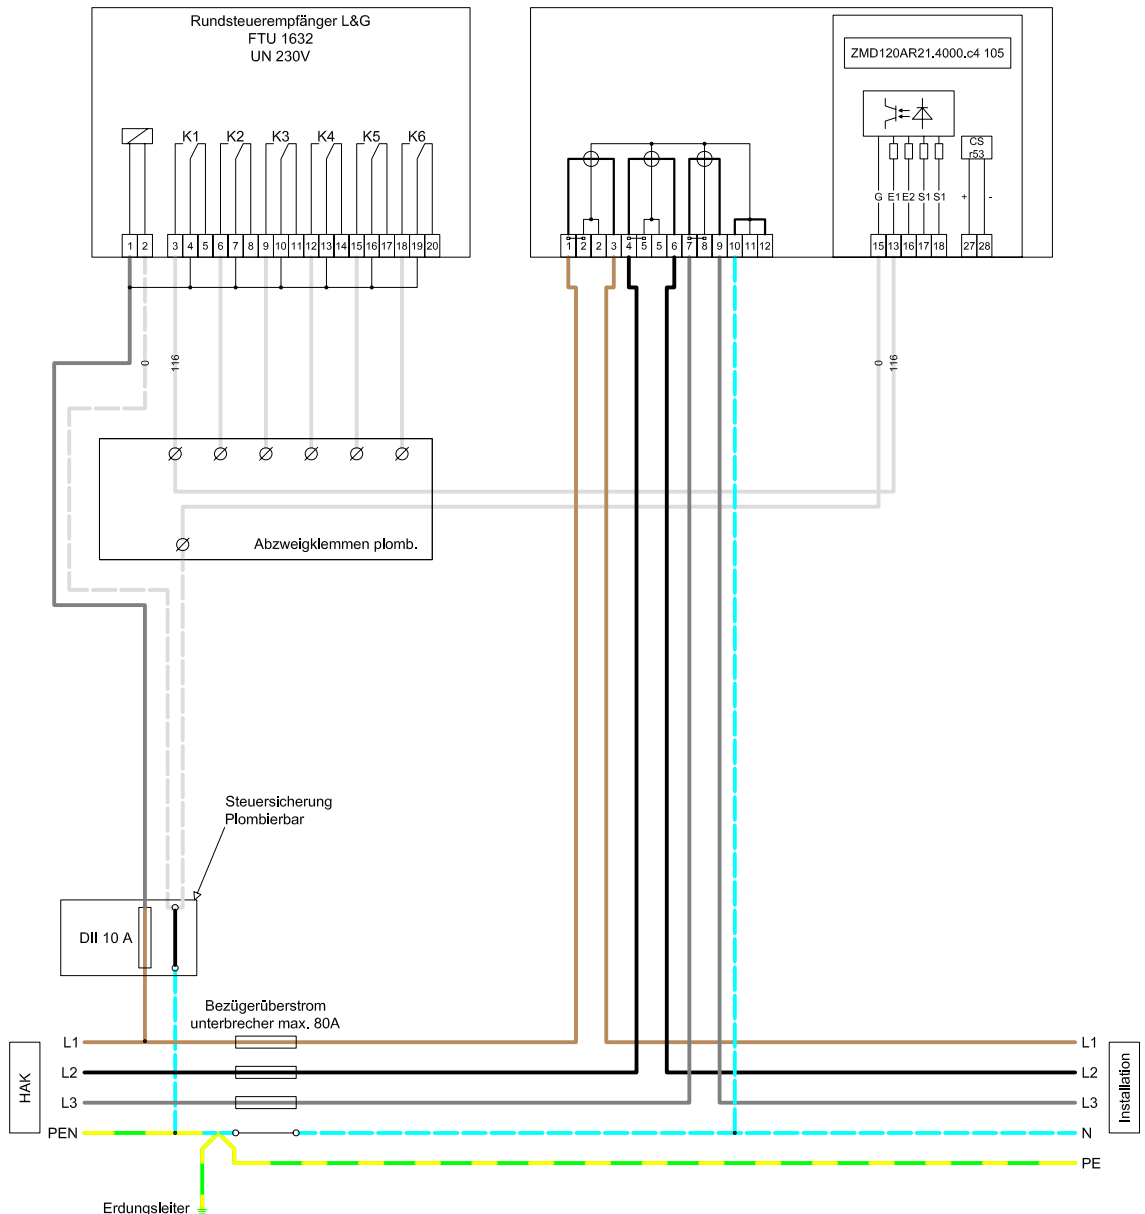 Rundsteuerempfänger L&G
FTU 1632
UN 230V
K1 K2 K3 K4 K5 K6
1 2 3 4 5 6 7 8 9 10 11 12 13 14 15 16 17 18 19 20
ZMD120AR21.4000.c4 105
CS
r53
G E1 E2 S1 S1 + -
1 2 2 3 4 5 5 6 7 8 9 10 11 12
15 13 16 17 18 27 28
0 116
0 116
Abzweigklemmen plomb.
Steuersicherung
Plombierbar
DII 10 A
Bezügerüberstrom
unterbrecher max. 80A
HAK
L1
L2
L3
PEN
L1
L2
L3
N
PE
Installation
Erdungsleiter